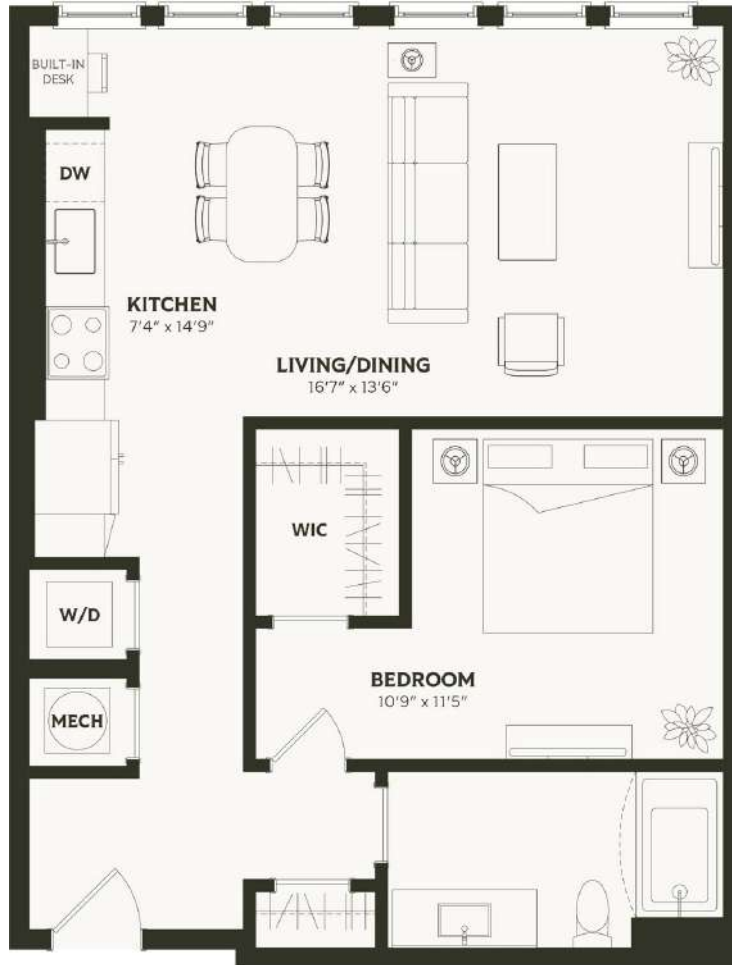 BUILT-IN
DESK
DW
KITCHEN
7'4" x 14'9"
LIVING/DINING
16'7" x 13'6"
WIC
W/D
BEDROOM
10'9" x 11'5"
MECH